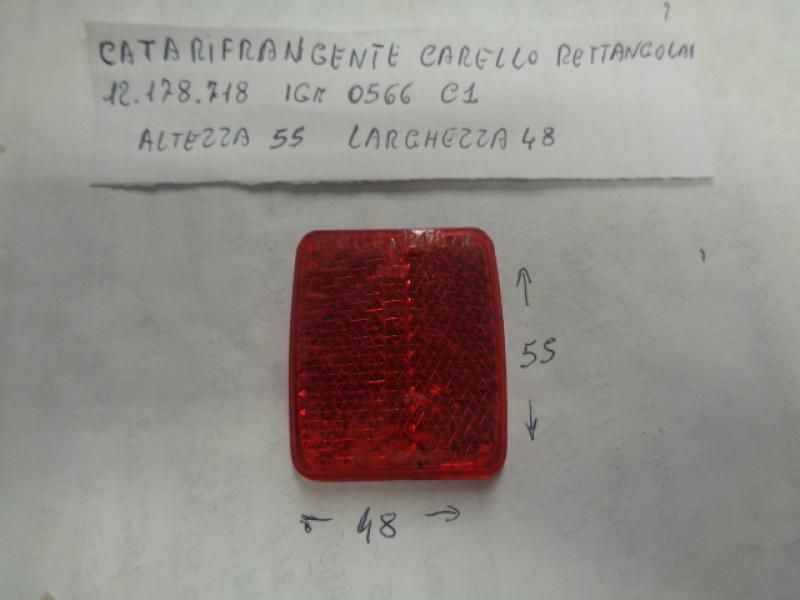 CATARIFRANGENTE CARELLO RETTANGOLAI
12.178.718 IGM 0566 C1
ALTEZZA 55 LARGHEZZA 48
55
48